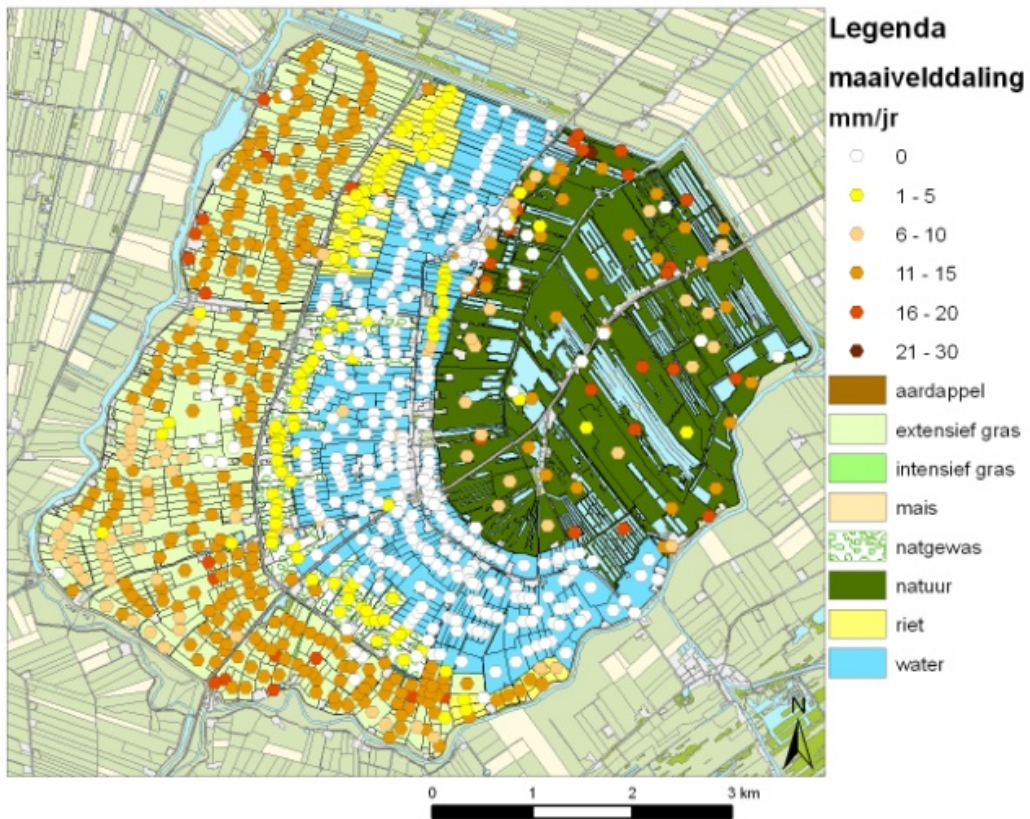 Legenda
maaivelddaling
mm/jr
0
1 - 5
6 - 10
11 - 15
16 - 20
21 - 30
aardappel
extensief gras
intensief gras
mais
natgewas
natuur
riet
water
N
0 1 2 3 km